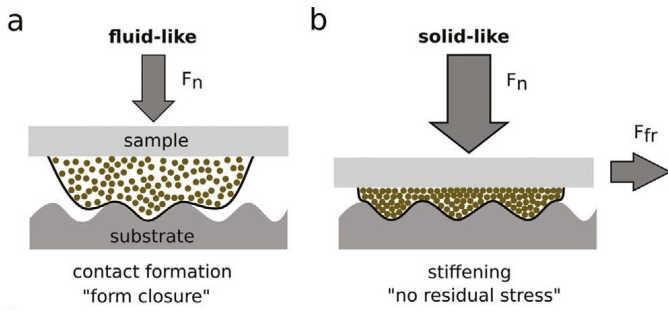 a
fluid-like
Fn
sample
substrate
contact formation
"form closure"
b
solid-like
Fn
Ffr
stiffening
"no residual stress"